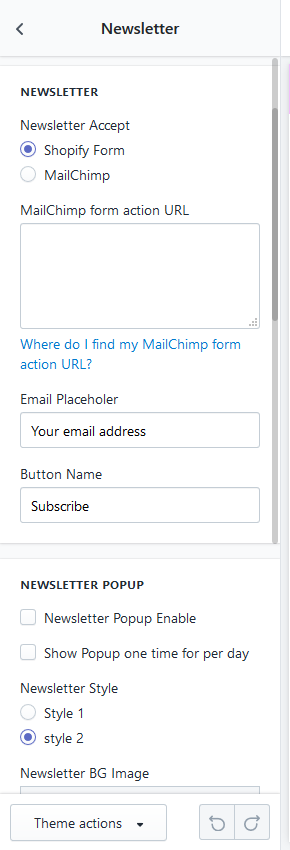 Newsletter
NEWSLETTER
Newsletter Accept
Shopify Form
MailChimp
MailChimp form action URL
Where do I find my MailChimp form
action URL?
Email Placeholer
Your email address
Button Name
Subscribe
NEWSLETTER POPUP
Newsletter Popup Enable
Show Popup one time for per day
Newsletter Style
Style 1
style 2
Newsletter BG Image
Theme actions